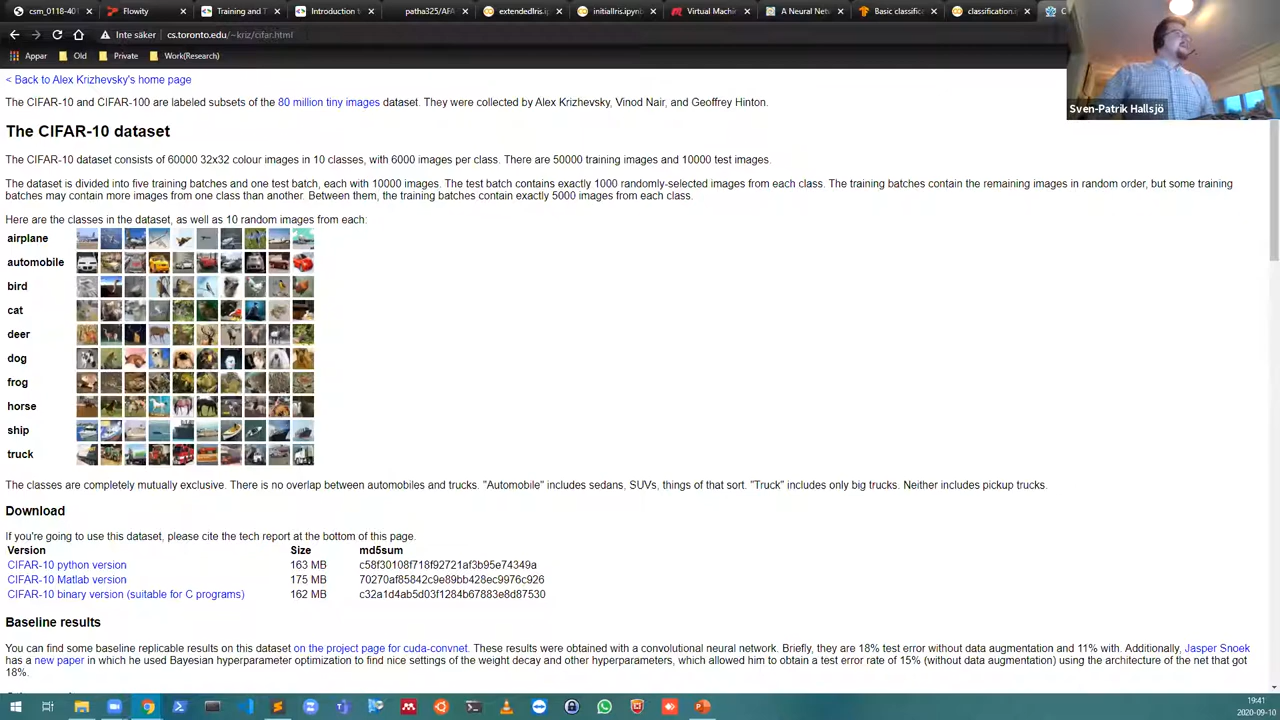 csm_0118-401
Flowity
Training and T
Introduction t
patha325/AFA
extendedIris.
initialIris.ipyn
Virtual Machi
A Neural Net
Basic classific
classification.
Inte säker
cs.toronto.edu/~kriz/cifar.html
Appar
Old
Private
Work(Research)
Sven-Patrik Hallsjö
< Back to Alex Krizhevsky's home page
The CIFAR-10 and CIFAR-100 are labeled subsets of the 80 million tiny images dataset. They were collected by Alex Krizhevsky, Vinod Nair, and Geoffrey Hinton.
The CIFAR-10 dataset
The CIFAR-10 dataset consists of 60000 32x32 colour images in 10 classes, with 6000 images per class. There are 50000 training images and 10000 test images.
The dataset is divided into five training batches and one test batch, each with 10000 images. The test batch contains exactly 1000 randomly-selected images from each class. The training batches contain the remaining images in random order, but some training
batches may contain more images from one class than another. Between them, the training batches contain exactly 5000 images from each class.
Here are the classes in the dataset, as well as 10 random images from each:
airplane
automobile
bird
cat
deer
dog
frog
horse
ship
truck
The classes are completely mutually exclusive. There is no overlap between automobiles and trucks. "Automobile" includes sedans, SUVs, things of that sort. "Truck" includes only big trucks. Neither includes pickup trucks.
Download
If you're going to use this dataset, please cite the tech report at the bottom of this page.
Version Size md5sum
CIFAR-10 python version 163 MB c58f30108f718f92721af3b95e74349a
CIFAR-10 Matlab version 175 MB 70270af85842c9e89bb428ec9976c926
CIFAR-10 binary version (suitable for C programs) 162 MB c32a1d4ab5d03f1284b67883e8d87530
Baseline results
You can find some baseline replicable results on this dataset on the project page for cuda-convnet. These results were obtained with a convolutional neural network. Briefly, they are 18% test error without data augmentation and 11% with. Additionally, Jasper Snoek
has a new paper in which he used Bayesian hyperparameter optimization to find nice settings of the weight decay and other hyperparameters, which allowed him to obtain a test error rate of 15% (without data augmentation) using the architecture of the net that got
18%.
19:41
2020-09-10